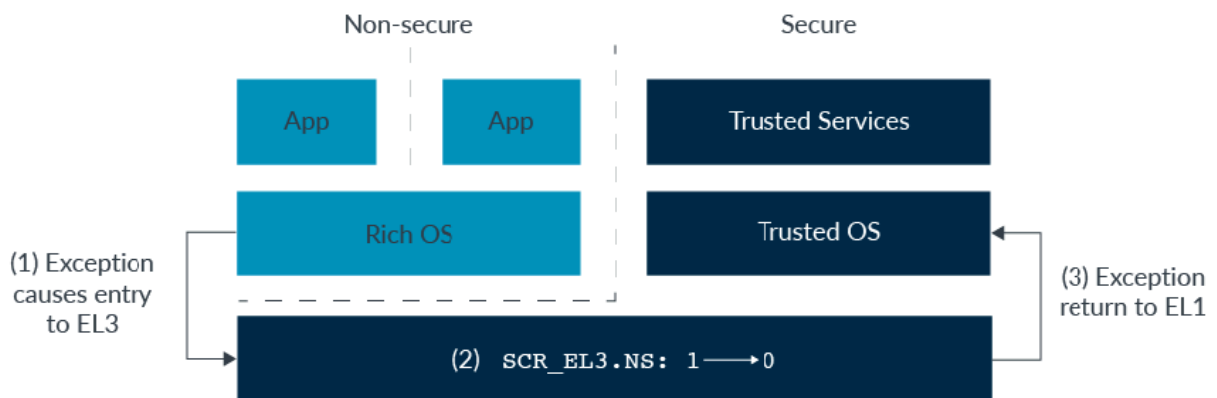 Non-secure
Secure
App
App
Trusted Services
Rich OS
Trusted OS
(1) Exception
causes entry
to EL3
(3) Exception
return to EL1
(2) SCR_EL3.NS: 1⟶0